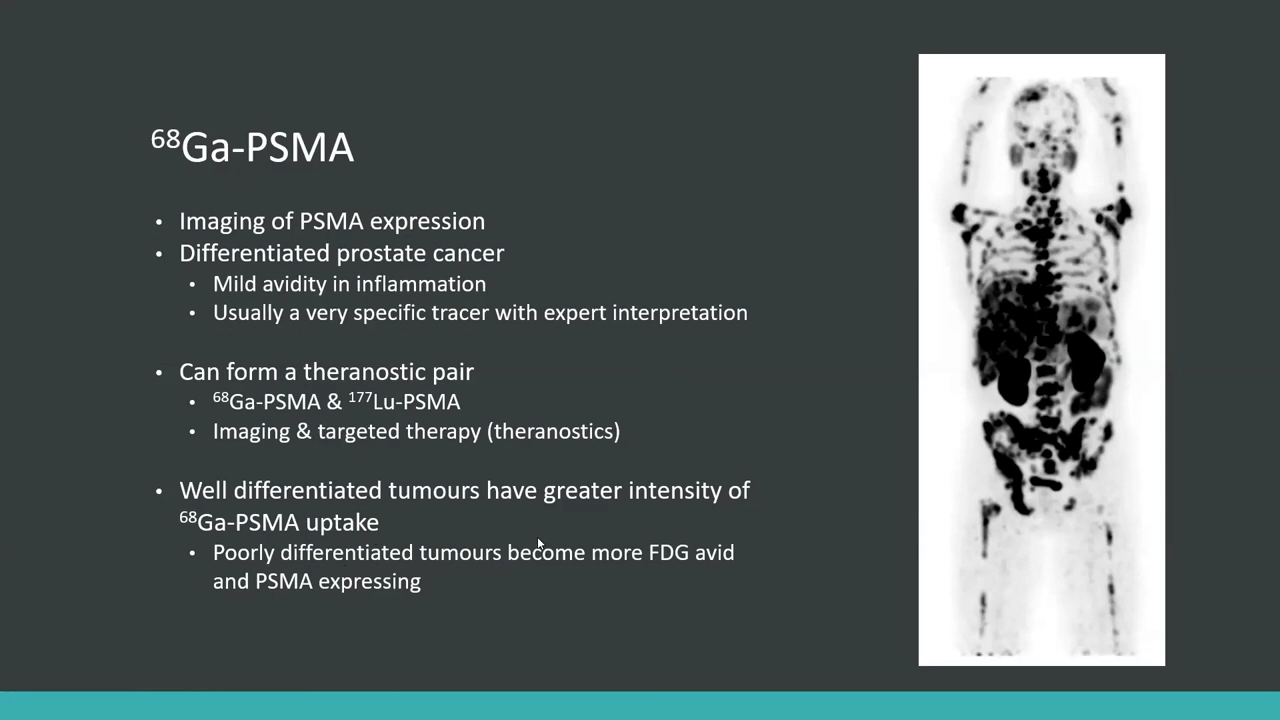 ⁶⁸Ga-PSMA
• Imaging of PSMA expression
• Differentiated prostate cancer
• Mild avidity in inflammation
• Usually a very specific tracer with expert interpretation
• Can form a theranostic pair
• ⁶⁸Ga-PSMA & ¹⁷⁷Lu-PSMA
• Imaging & targeted therapy (theranostics)
• Well differentiated tumours have greater intensity of
⁶⁸Ga-PSMA uptake
• Poorly differentiated tumours become more FDG avid
and PSMA expressing